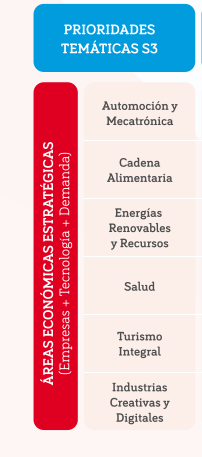 PRIORIDADES
TEMÁTICAS S3
ÁREAS ECONÓMICAS ESTRATÉGICAS
(Empresas + Tecnología + Demanda)
Automoción y
Mecatrónica
Cadena
Alimentaria
Energías
Renovables
y Recursos
Salud
Turismo
Integral
Industrias
Creativas y
Digitales